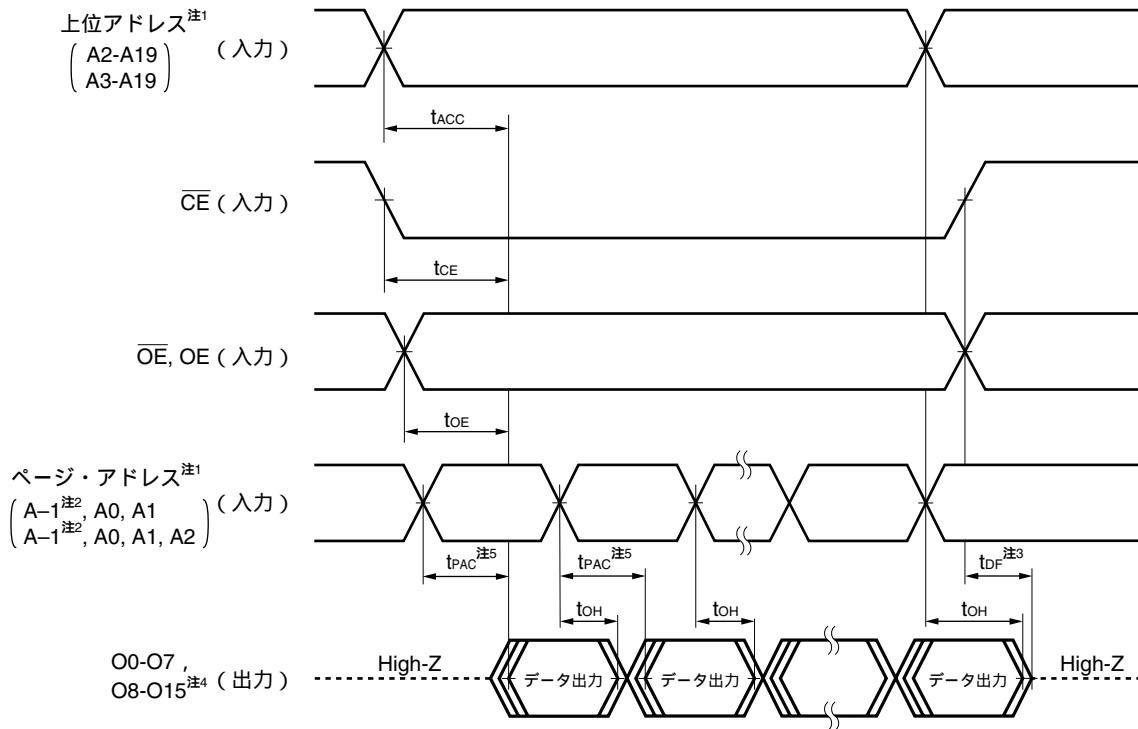 上位アドレス注1
A2-A19
A3-A19
(入力)
tACC
CE(入力)
tCE
OE, OE(入力)
tOE
ページ・アドレス注1
A–1注2, A0, A1
A–1注2, A0, A1, A2
(入力)
tPAC注5
tPAC注5
tDF注3
tOH
tOH
tOH
O0-O7,
O8-O15注4
(出力)
High-Z
データ出力
データ出力
データ出力
High-Z